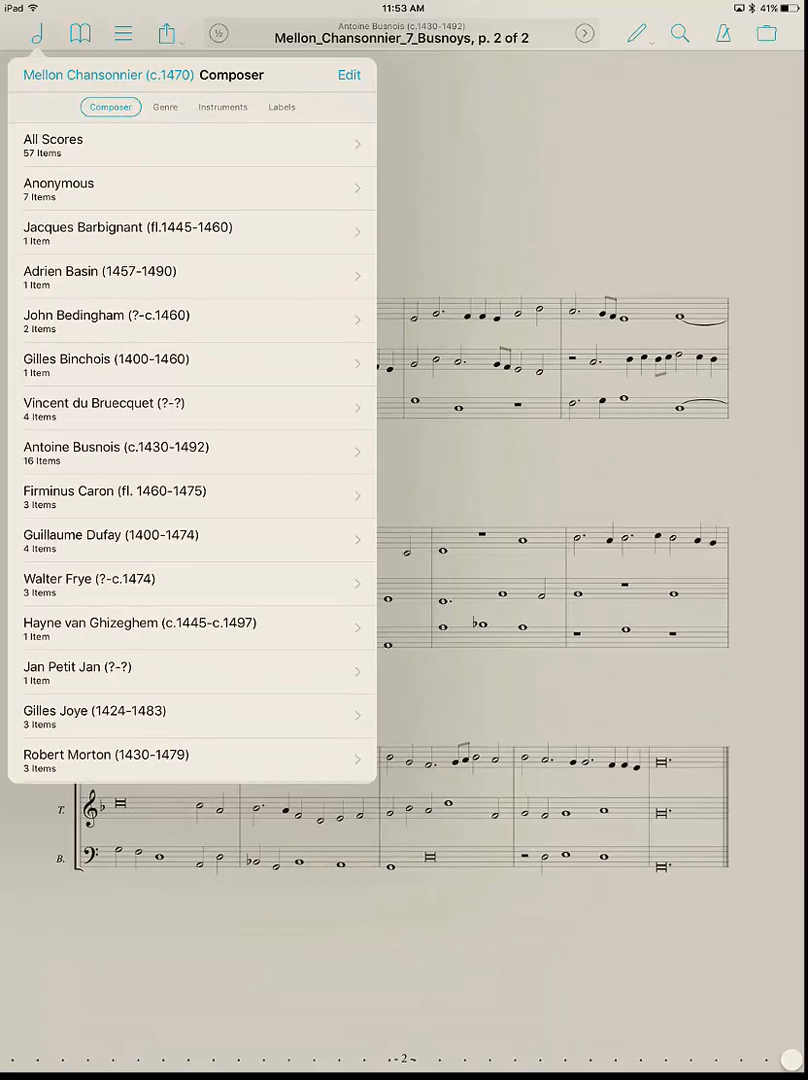 iPad 11:53 AM 41%
Antoine Busnois (c.1430-1492)
½ Mellon_Chansonnier_7_Busnoys, p. 2 of 2
Mellon Chansonnier (c.1470) Composer Edit
Composer Genre Instruments Labels
All Scores
57 Items
Anonymous
7 Items
Jacques Barbignant (fl.1445-1460)
1 Item
Adrien Basin (1457-1490)
1 Item
John Bedingham (?-c.1460)
2 Items
Gilles Binchois (1400-1460)
1 Item
Vincent du Bruecquet (?-?)
4 Items
Antoine Busnois (c.1430-1492)
16 Items
Firminus Caron (fl. 1460-1475)
3 Items
Guillaume Dufay (1400-1474)
4 Items
Walter Frye (?-c.1474)
3 Items
Hayne van Ghizeghem (c.1445-c.1497)
1 Item
Jan Petit Jan (?-?)
1 Item
Gilles Joye (1424-1483)
3 Items
Robert Morton (1430-1479)
3 Items
T.
B.
- 2 -